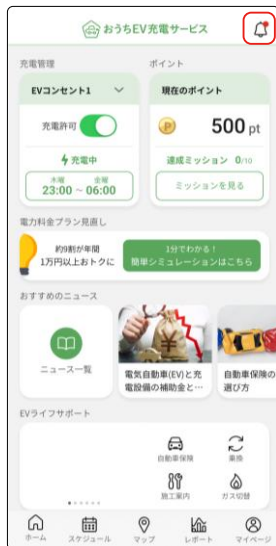 おうちEV充電サービス
充電管理
ポイント
EVコンセント1
現在のポイント
充電許可
P
500 pt
充電中
達成ミッション 0/10
木曜 金曜
23:00 ~ 06:00
ミッションを見る
電力料金プラン見直し
約9割が年間
1万円以上おトクに
1分でわかる！
簡単シミュレーションはこちら
おすすめのニュース
ニュース一覧
電気自動車(EV)と充
電設備の補助金と…
自動車保険の
選び方
EVライフサポート
自動車保険
乗換
施工案内
ガス切替
ホーム
スケジュール
マップ
レポート
マイページ